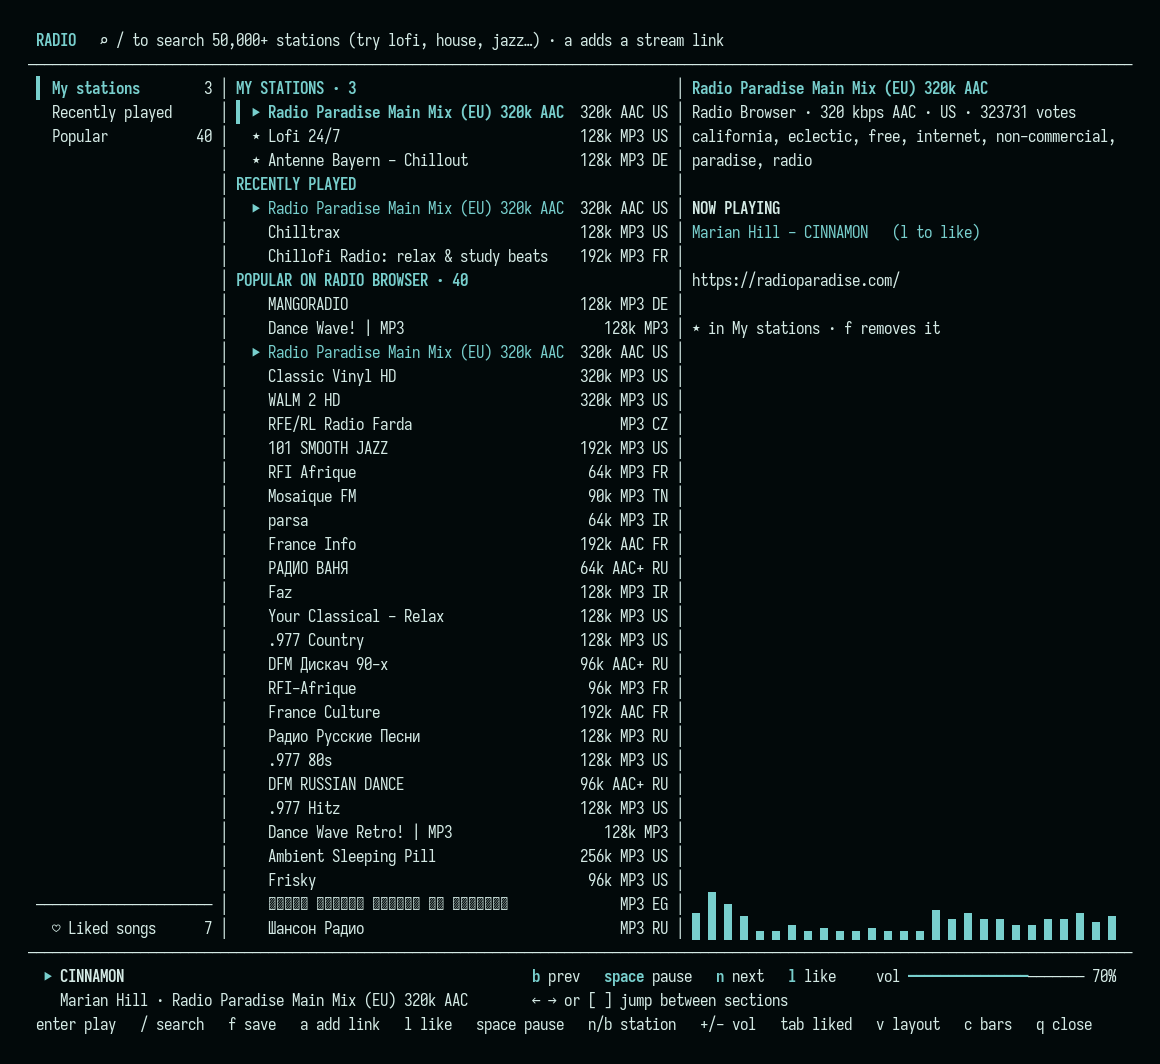 RADIO ⌕ / to search 50,000+ stations (try lofi, house, jazz…) · a adds a stream link
My stations 3
Recently played
Popular 40
♡ Liked songs 7
MY STATIONS · 3
▶ Radio Paradise Main Mix (EU) 320k AAC 320k AAC US
★ Lofi 24/7 128k MP3 US
★ Antenne Bayern - Chillout 128k MP3 DE
RECENTLY PLAYED
▶ Radio Paradise Main Mix (EU) 320k AAC 320k AAC US
Chilltrax 128k MP3 US
Chillofi Radio: relax & study beats 192k MP3 FR
POPULAR ON RADIO BROWSER · 40
MANGORADIO 128k MP3 DE
Dance Wave! | MP3 128k MP3
▶ Radio Paradise Main Mix (EU) 320k AAC 320k AAC US
Classic Vinyl HD 320k MP3 US
WALM 2 HD 320k MP3 US
RFE/RL Radio Farda MP3 CZ
101 SMOOTH JAZZ 192k MP3 US
RFI Afrique 64k MP3 FR
Mosaique FM 90k MP3 TN
parsa 64k MP3 IR
France Info 192k AAC FR
РАДИО ВАНЯ 64k AAC+ RU
Faz 128k MP3 IR
Your Classical - Relax 128k MP3 US
.977 Country 128k MP3 US
DFM Дискач 90-х 96k AAC+ RU
RFI-Afrique 96k MP3 FR
France Culture 192k AAC FR
Радио Русские Песни 128k MP3 RU
.977 80s 128k MP3 US
DFM RUSSIAN DANCE 96k AAC+ RU
.977 Hitz 128k MP3 US
Dance Wave Retro! | MP3 128k MP3
Ambient Sleeping Pill 256k MP3 US
Frisky 96k MP3 US
MP3 EG
Шансон Радио MP3 RU
Radio Paradise Main Mix (EU) 320k AAC
Radio Browser · 320 kbps AAC · US · 323731 votes
california, eclectic, free, internet, non-commercial,
paradise, radio
NOW PLAYING
Marian Hill - CINNAMON (l to like)
https://radioparadise.com/
★ in My stations · f removes it
▶ CINNAMON b prev space pause n next l like vol 70%
Marian Hill · Radio Paradise Main Mix (EU) 320k AAC ← → or [ ] jump between sections
enter play / search f save a add link l like space pause n/b station +/- vol tab liked v layout c bars q close